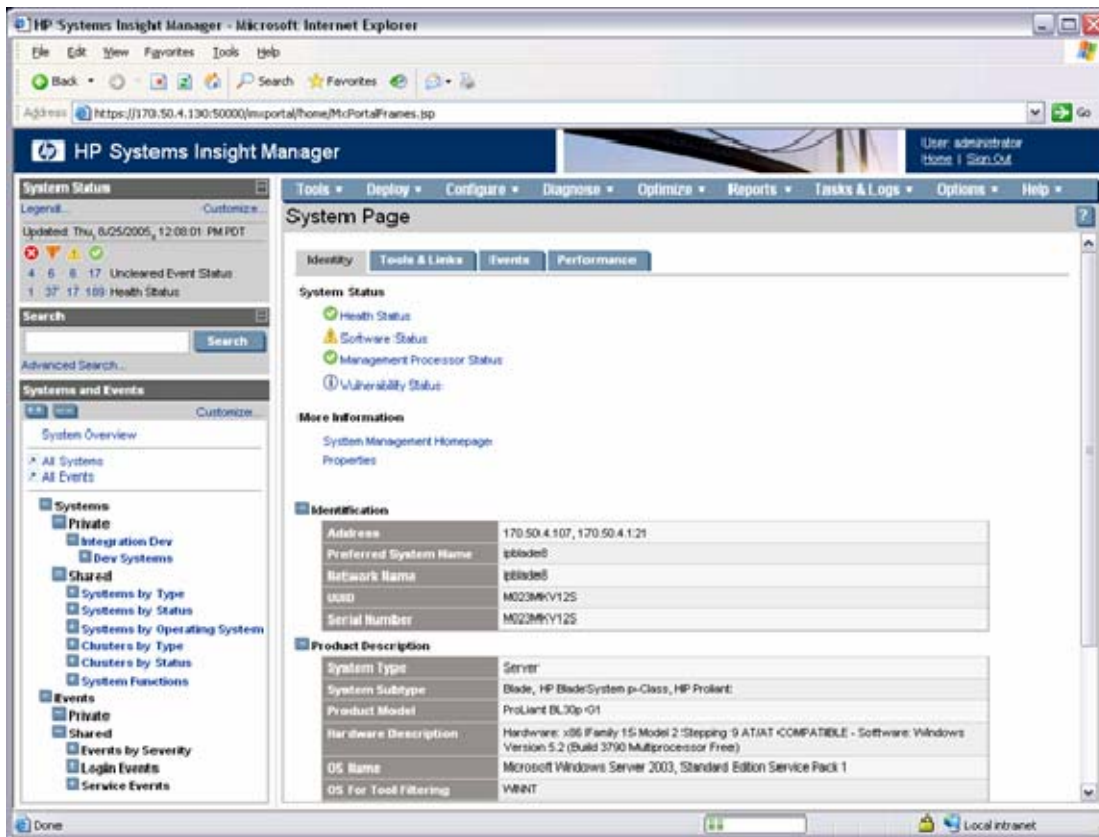 HP Systems Insight Manager - Microsoft Internet Explorer
File Edit View Favorites Tools Help
Back Search Favorites
Address https://170.50.4.130:50000/mxportal/home/MxPortalFrames.jsp Go
HP Systems Insight Manager
User: administrator
Home | Sign Out
System Status
Legend... Customize...
Updated: Thu, 8/25/2005, 12:08:01 PM PDT
4 6 8 17 Uncleared Event Status
1 37 17 189 Health Status
Search
Search
Advanced Search...
Systems and Events
Customize...
System Overview
All Systems
All Events
Systems
Private
Integration Dev
Dev Systems
Shared
Systems by Type
Systems by Status
Systems by Operating System
Clusters by Type
Clusters by Status
System Functions
Events
Private
Shared
Events by Severity
Login Events
Service Events
Tools Deploy Configure Diagnose Optimize Reports Tasks & Logs Options Help
System Page
?
Identity Tools & Links Events Performance
System Status
Health Status
Software Status
Management Processor Status
Vulnerability Status
More Information
System Management Homepage
Properties
Identification
Address 170.50.4.107, 170.50.4.121
Preferred System Name ipblade8
Network Name ipblade8
UUID M023MKV12S
Serial Number M023MKV12S
Product Description
System Type Server
System Subtype Blade, HP BladeSystem p-Class, HP Proliant
Product Model ProLiant BL30p G1
Hardware Description Hardware: x86 Family 15 Model 2 Stepping 9 AT/AT COMPATIBLE - Software: Windows
Version 5.2 (Build 3790 Multiprocessor Free)
OS Name Microsoft Windows Server 2003, Standard Edition Service Pack 1
OS For Tool Filtering WINNT
Done Local intranet